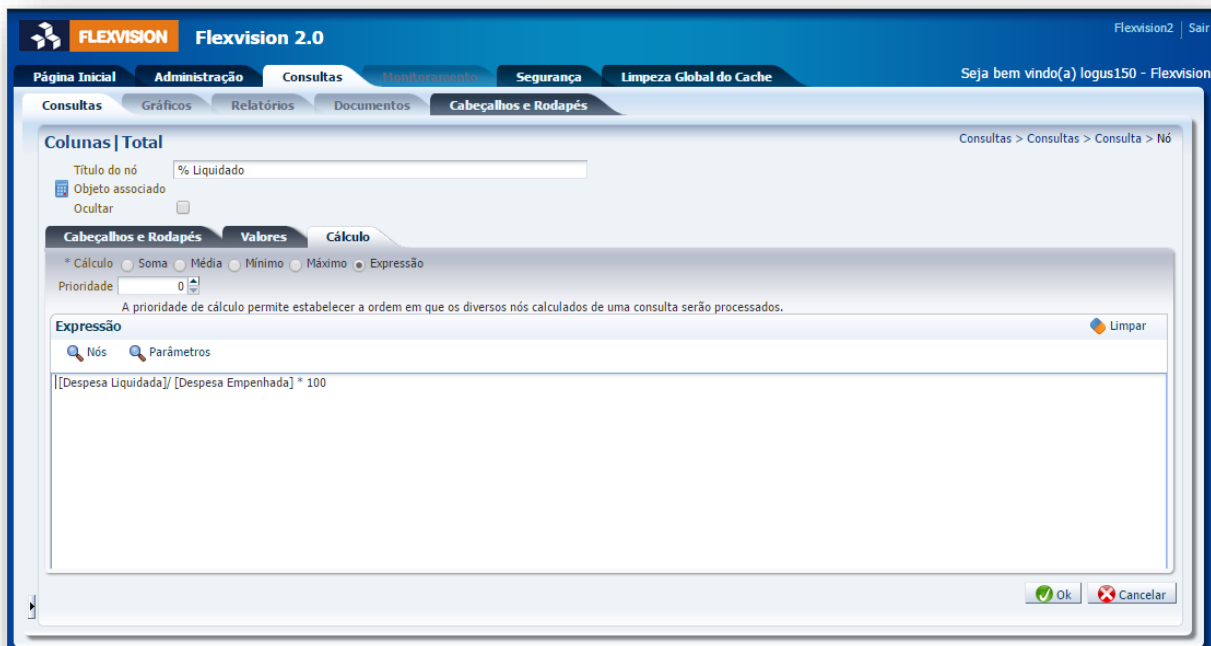 Flexvision2 | Sair
FLEXVISION Flexvision 2.0
Página Inicial Administração Consultas Monitoramento Segurança Limpeza Global do Cache Seja bem vindo(a) logus150 - Flexvision
Consultas Gráficos Relatórios Documentos Cabeçalhos e Rodapés
Colunas | Total Consultas > Consultas > Consulta > Nó
Título do nó % Liquidado
Objeto associado
Ocultar
Cabeçalhos e Rodapés Valores Cálculo
* Cálculo Soma Média Mínimo Máximo Expressão
Prioridade 0
A prioridade de cálculo permite estabelecer a ordem em que os diversos nós calculados de uma consulta serão processados.
Expressão Limpar
Nós Parâmetros
[Despesa Liquidada]/ [Despesa Empenhada] * 100
Ok Cancelar